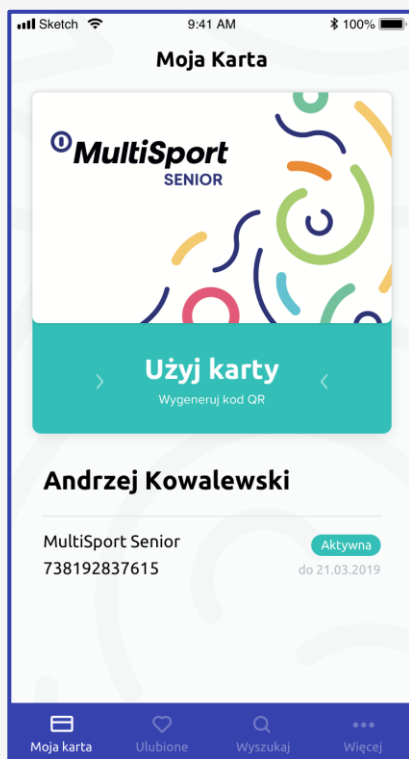 Sketch 9:41 AM 100%
Moja Karta
MultiSport
SENIOR
Użyj karty
Wygeneruj kod QR
Andrzej Kowalewski
MultiSport Senior Aktywna
738192837615 do 21.03.2019
Moja karta Ulubione Wyszukaj Więcej